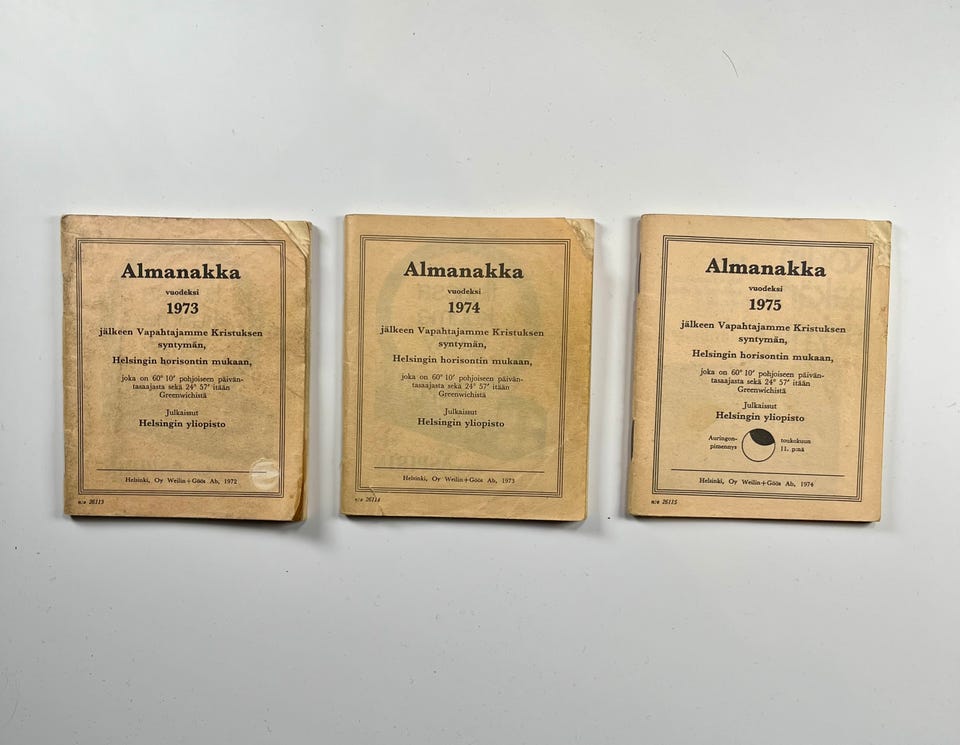 Almanakka
vuodeksi
1973
jälkeen Vapahtajamme Kristuksen
syntymän,
Helsingin horisontin mukaan,
joka on 60° 10′ pohjoiseen päivän-
tasaajasta sekä 24° 57′ itään
Greenwichistä
Julkaissut
Helsingin yliopisto
Helsinki, Oy Weilin+Göös Ab, 1972
n:o 26113
Almanakka
vuodeksi
1974
jälkeen Vapahtajamme Kristuksen
syntymän,
Helsingin horisontin mukaan,
joka on 60° 10′ pohjoiseen päivän-
tasaajasta sekä 24° 57′ itään
Greenwichistä
Julkaissut
Helsingin yliopisto
Helsinki, Oy Weilin+Göös Ab, 1973
n:o 26114
Almanakka
vuodeksi
1975
jälkeen Vapahtajamme Kristuksen
syntymän,
Helsingin horisontin mukaan,
joka on 60° 10′ pohjoiseen päivän-
tasaajasta sekä 24° 57′ itään
Greenwichistä
Julkaissut
Helsingin yliopisto
Auringon-
pimennys
toukokuun
11. p:nä
Helsinki, Oy Weilin+Göös Ab, 1974
n:o 26115